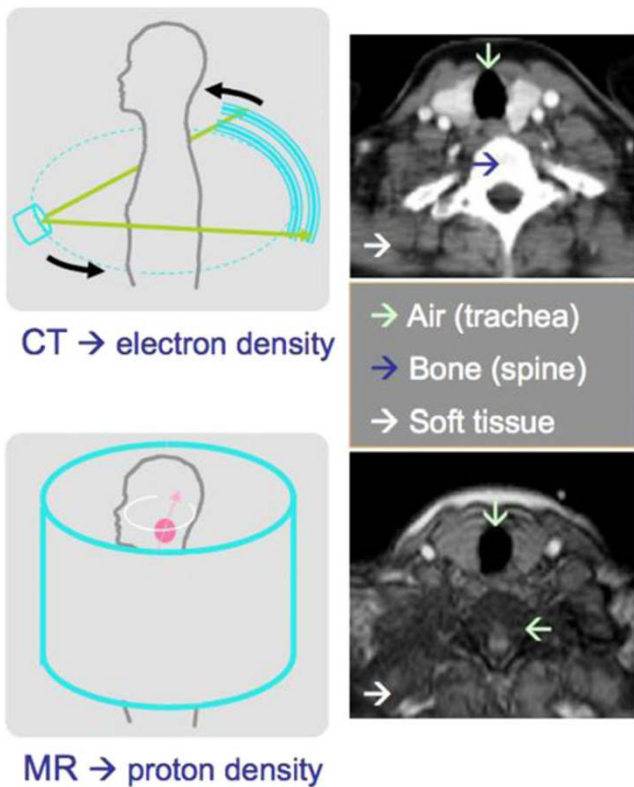 CT → electron density
→ Air (trachea)
→ Bone (spine)
→ Soft tissue
MR → proton density